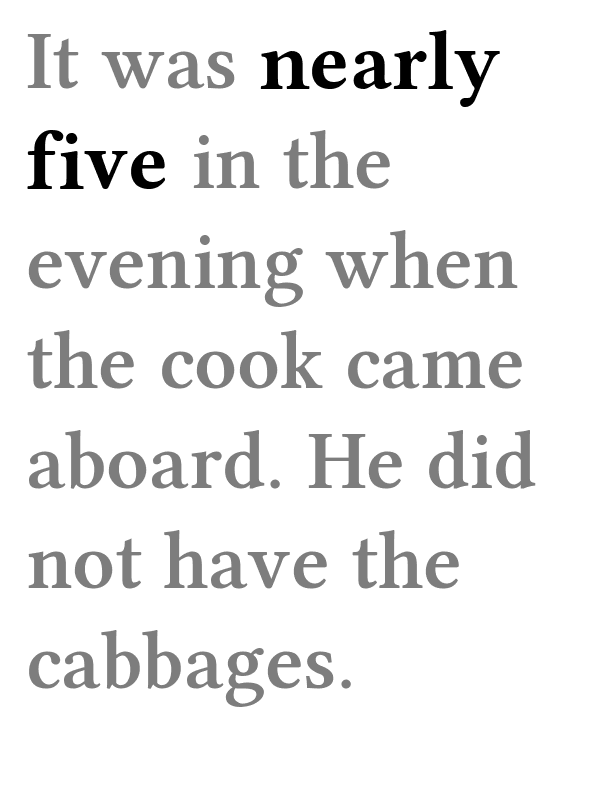 It was nearly
five in the
evening when
the cook came
aboard. He did
not have the
cabbages.